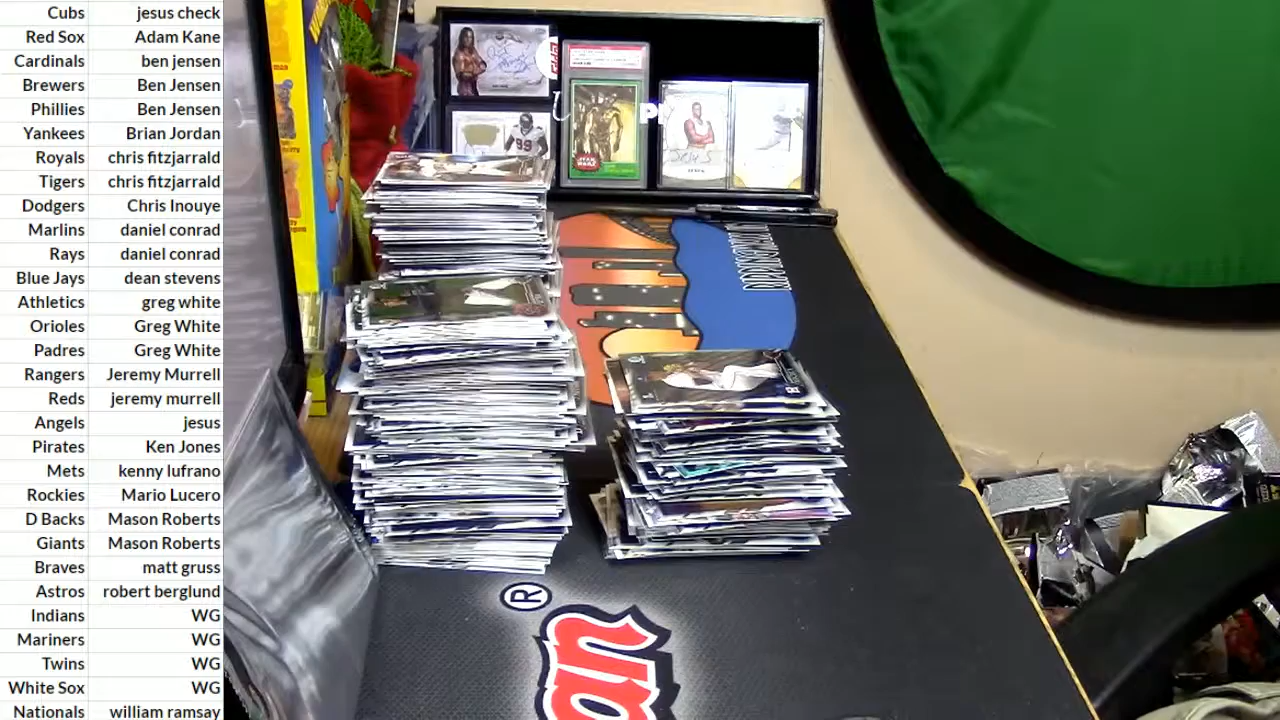 Cubs jesus check
Red Sox Adam Kane
Cardinals ben jensen
Brewers Ben Jensen
Phillies Ben Jensen
Yankees Brian Jordan
Royals chris fitzjarrald
Tigers chris fitzjarrald
Dodgers Chris Inouye
Marlins daniel conrad
Rays daniel conrad
Blue Jays dean stevens
Athletics greg white
Orioles Greg White
Padres Greg White
Rangers Jeremy Murrell
Reds jeremy murrell
Angels jesus
Pirates Ken Jones
Mets kenny lufrano
Rockies Mario Lucero
D Backs Mason Roberts
Giants Mason Roberts
Braves matt gruss
Astros robert berglund
Indians WG
Mariners WG
Twins WG
White Sox WG
Nationals william ramsay
STAR WARS
99
®
an